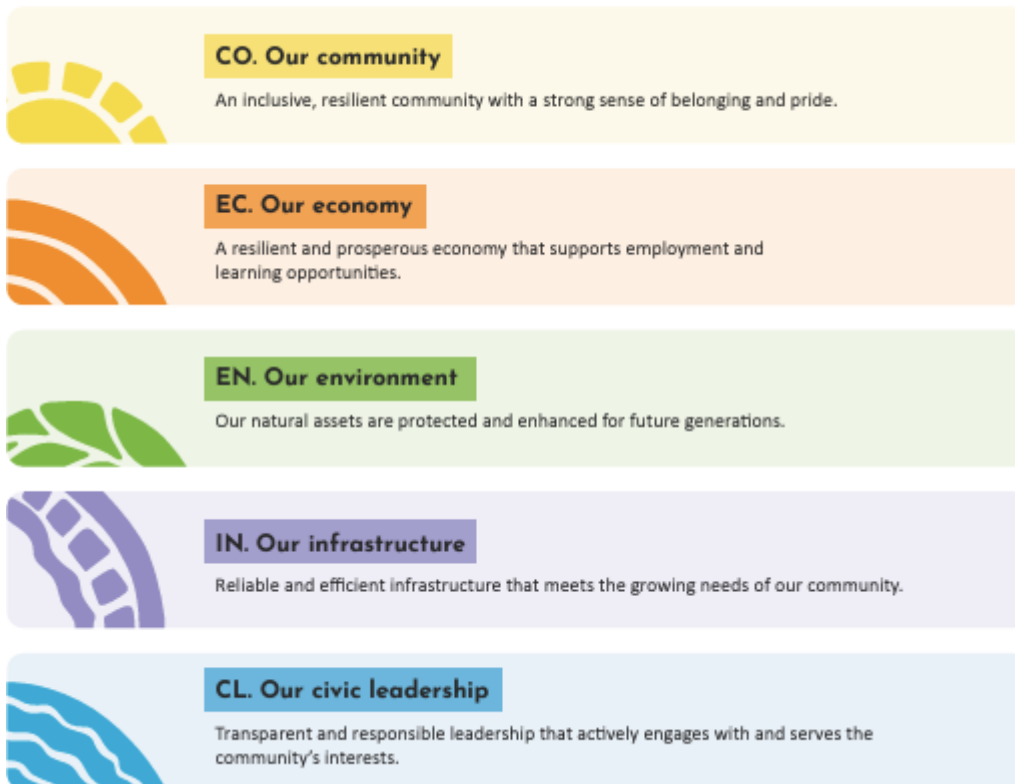 CO. Our community
An inclusive, resilient community with a strong sense of belonging and pride.
EC. Our economy
A resilient and prosperous economy that supports employment and
learning opportunities.
EN. Our environment
Our natural assets are protected and enhanced for future generations.
IN. Our infrastructure
Reliable and efficient infrastructure that meets the growing needs of our community.
CL. Our civic leadership
Transparent and responsible leadership that actively engages with and serves the
community’s interests.